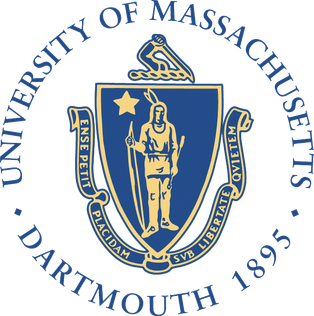 UNIVERSITY OF MASSACHUSETTS
· DARTMOUTH 1895 ·
ENSE PETIT
PLACIDAM
SVB LIBERTATE
QVIETEM